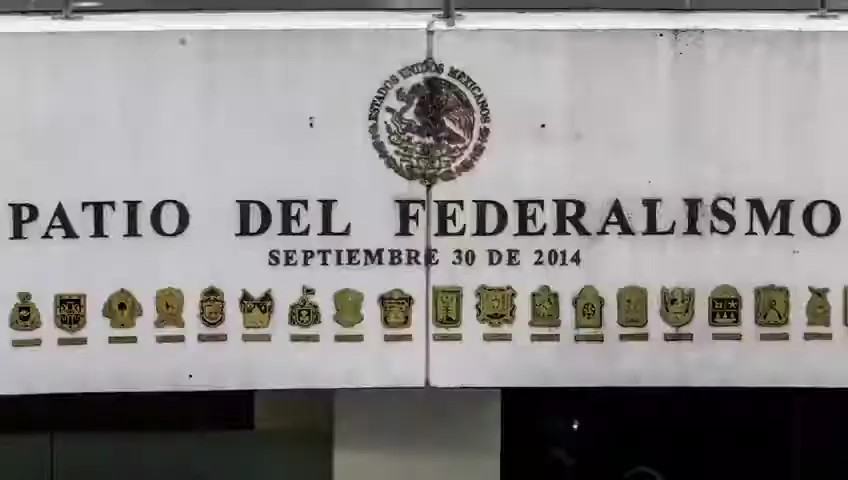 ESTADOS UNIDOS MEXICANOS
PATIO DEL FEDERALISMO
SEPTIEMBRE 30 DE 2014